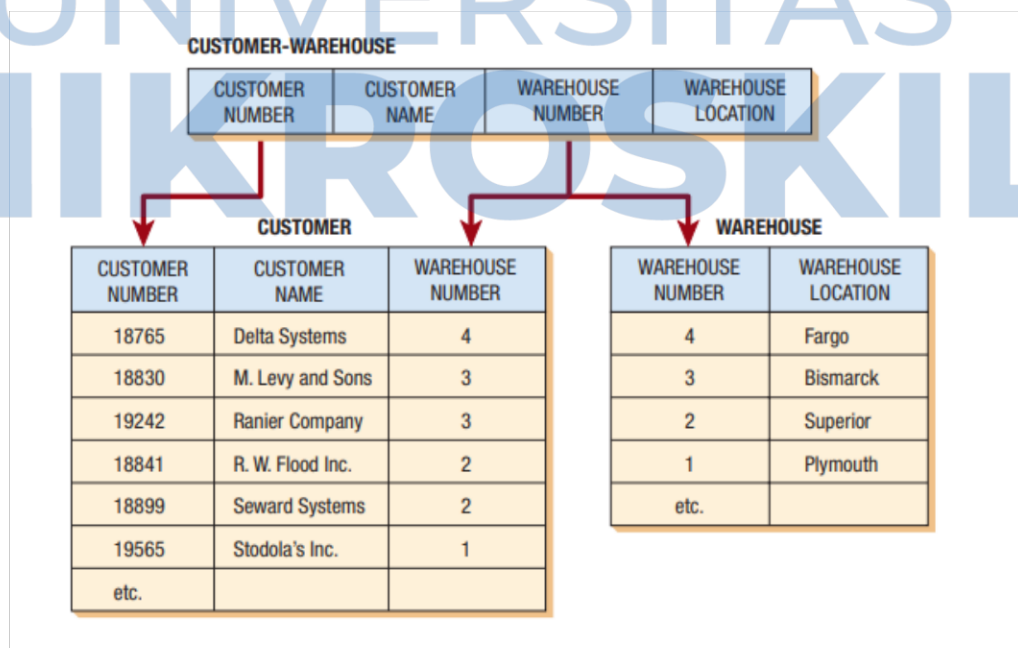 UNIVERSITAS
MIKROSKIL
CUSTOMER-WAREHOUSE
CUSTOMER NUMBER CUSTOMER NAME WAREHOUSE NUMBER WAREHOUSE LOCATION
CUSTOMER
CUSTOMER NUMBER CUSTOMER NAME WAREHOUSE NUMBER
18765 Delta Systems 4
18830 M. Levy and Sons 3
19242 Ranier Company 3
18841 R. W. Flood Inc. 2
18899 Seward Systems 2
19565 Stodola's Inc. 1
etc.
WAREHOUSE
WAREHOUSE NUMBER WAREHOUSE LOCATION
4 Fargo
3 Bismarck
2 Superior
1 Plymouth
etc.